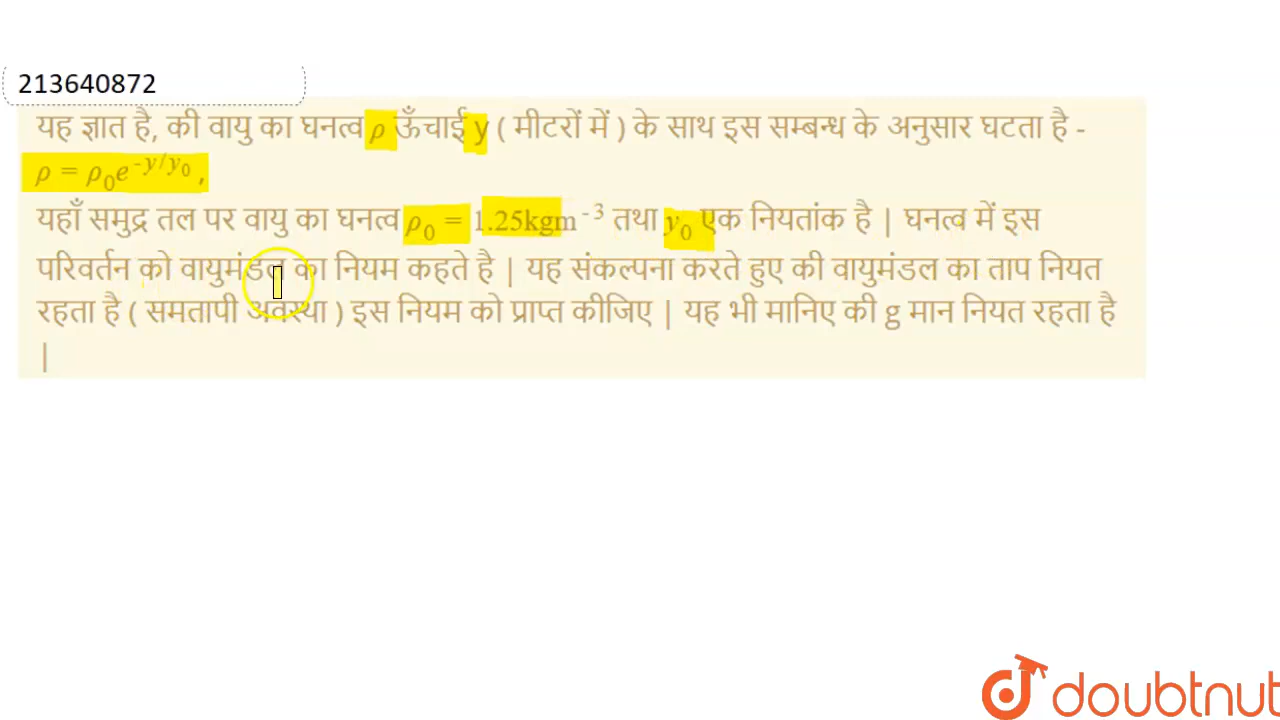 213640872
यह ज्ञात है, की वायु का घनत्व ρ ऊँचाई y ( मीटरों में ) के साथ इस सम्बन्ध के अनुसार घटता है -
ρ = ρ₀e^{-y/y₀} ,
यहाँ समुद्र तल पर वायु का घनत्व ρ₀ = 1.25kgm⁻³ तथा y₀ एक नियतांक है | घनत्व में इस
परिवर्तन को वायुमंडल का नियम कहते है | यह संकल्पना करते हुए की वायुमंडल का ताप नियत
रहता है ( समतापी अवस्था ) इस नियम को प्राप्त कीजिए | यह भी मानिए की g मान नियत रहता है
|
doubtnut